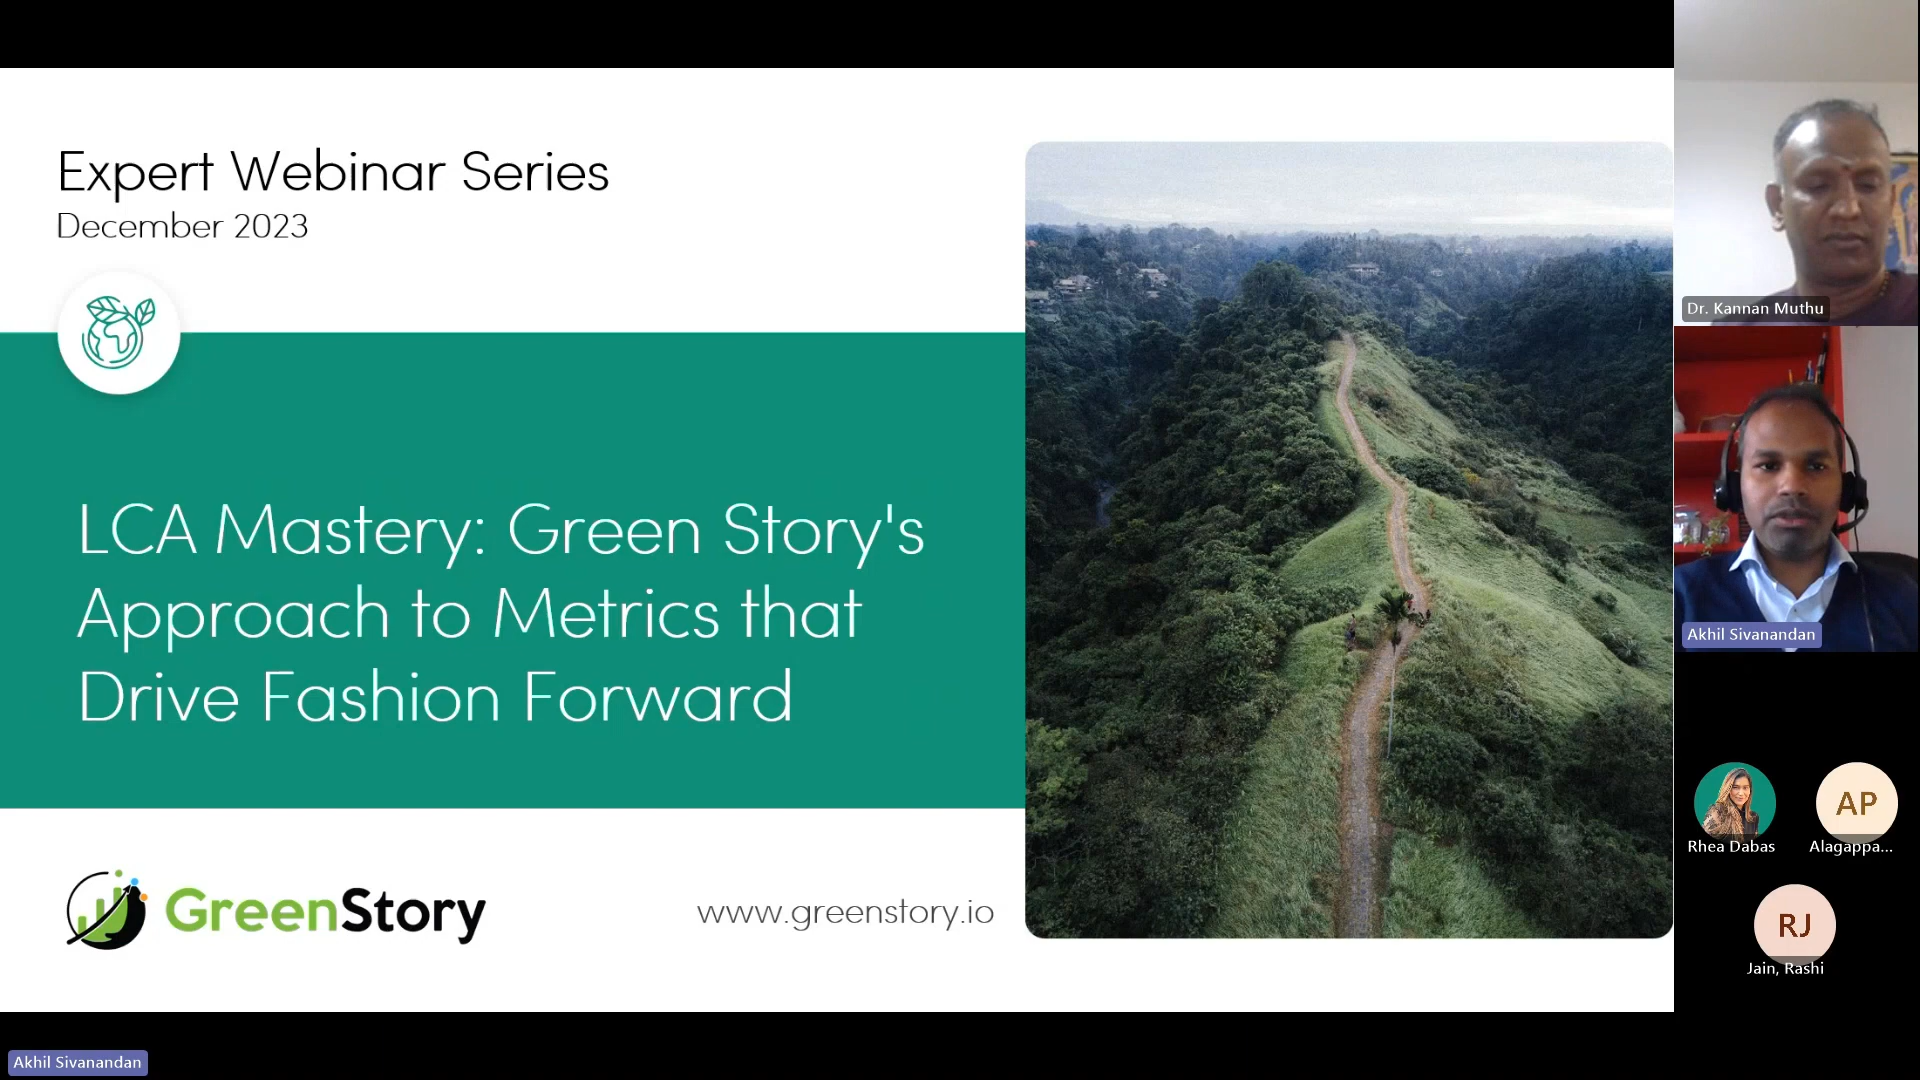 Expert Webinar Series
December 2023
LCA Mastery: Green Story's
Approach to Metrics that
Drive Fashion Forward
GreenStory
www.greenstory.io
Dr. Kannan Muthu
Akhil Sivanandan
Rhea Dabas
AP
Alagappa...
RJ
Jain, Rashi
Akhil Sivanandan